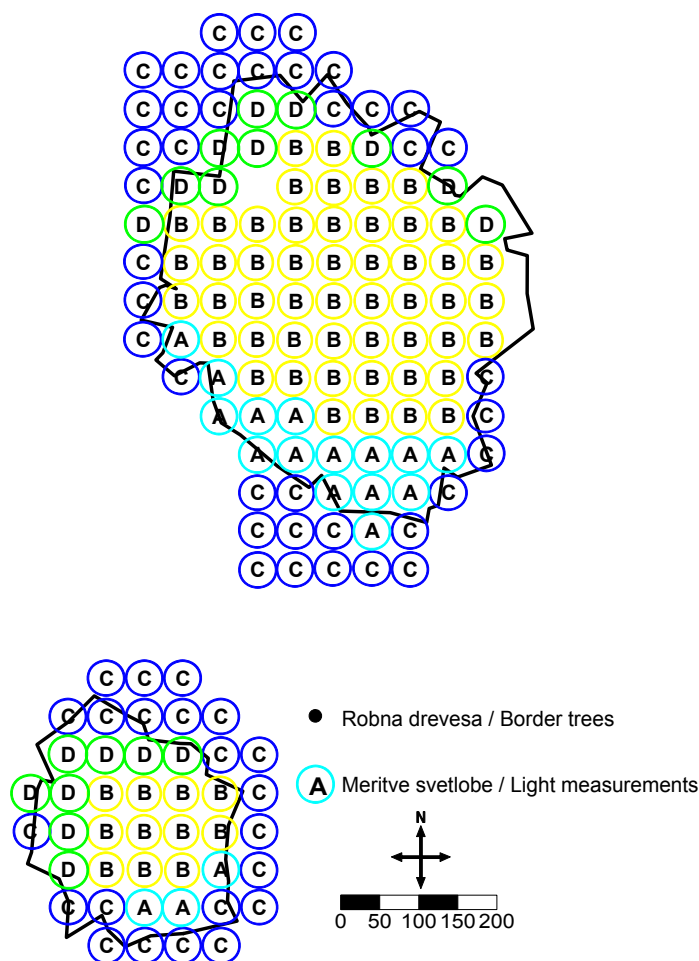 C C C
C C C C C C
C C C D D C C C
C C D D B B D C C
C D D B B B B D
D B B B B B B B B D
C B B B B B B B B B
C B B B B B B B B B
C A B B B B B B B B
C A B B B B B B C
A A A B B B B C
A A A A A A C
C C A A A C
C C C A C
C C C C C
C C C
C C C C C
D D D D C C
D D B B B B C
C D B B B B C
D B B B A C
C C A A C C
C C C C
Robna drevesa / Border trees
A Meritve svetlobe / Light measurements
N
0 50 100 150 200